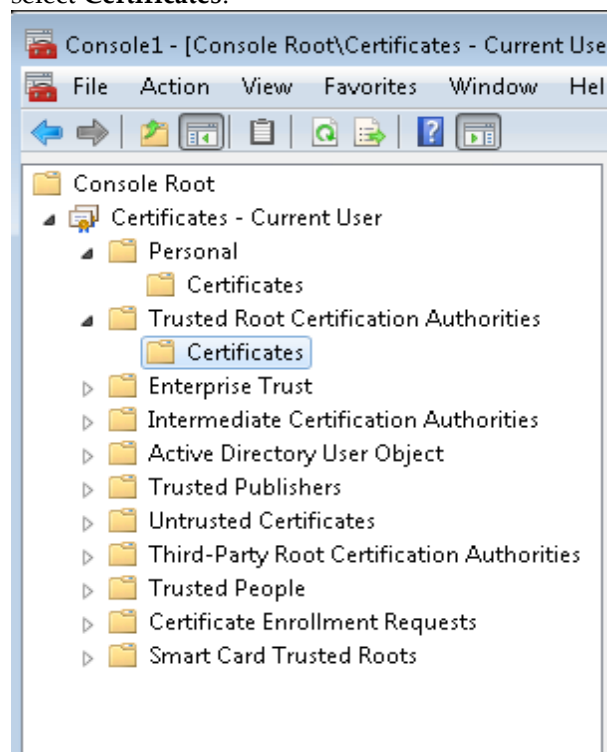 select Certificates.
Console1 - [Console Root\Certificates - Current Use
File Action View Favorites Window Hel
Console Root
Certificates - Current User
Personal
Certificates
Trusted Root Certification Authorities
Certificates
Enterprise Trust
Intermediate Certification Authorities
Active Directory User Object
Trusted Publishers
Untrusted Certificates
Third-Party Root Certification Authorities
Trusted People
Certificate Enrollment Requests
Smart Card Trusted Roots